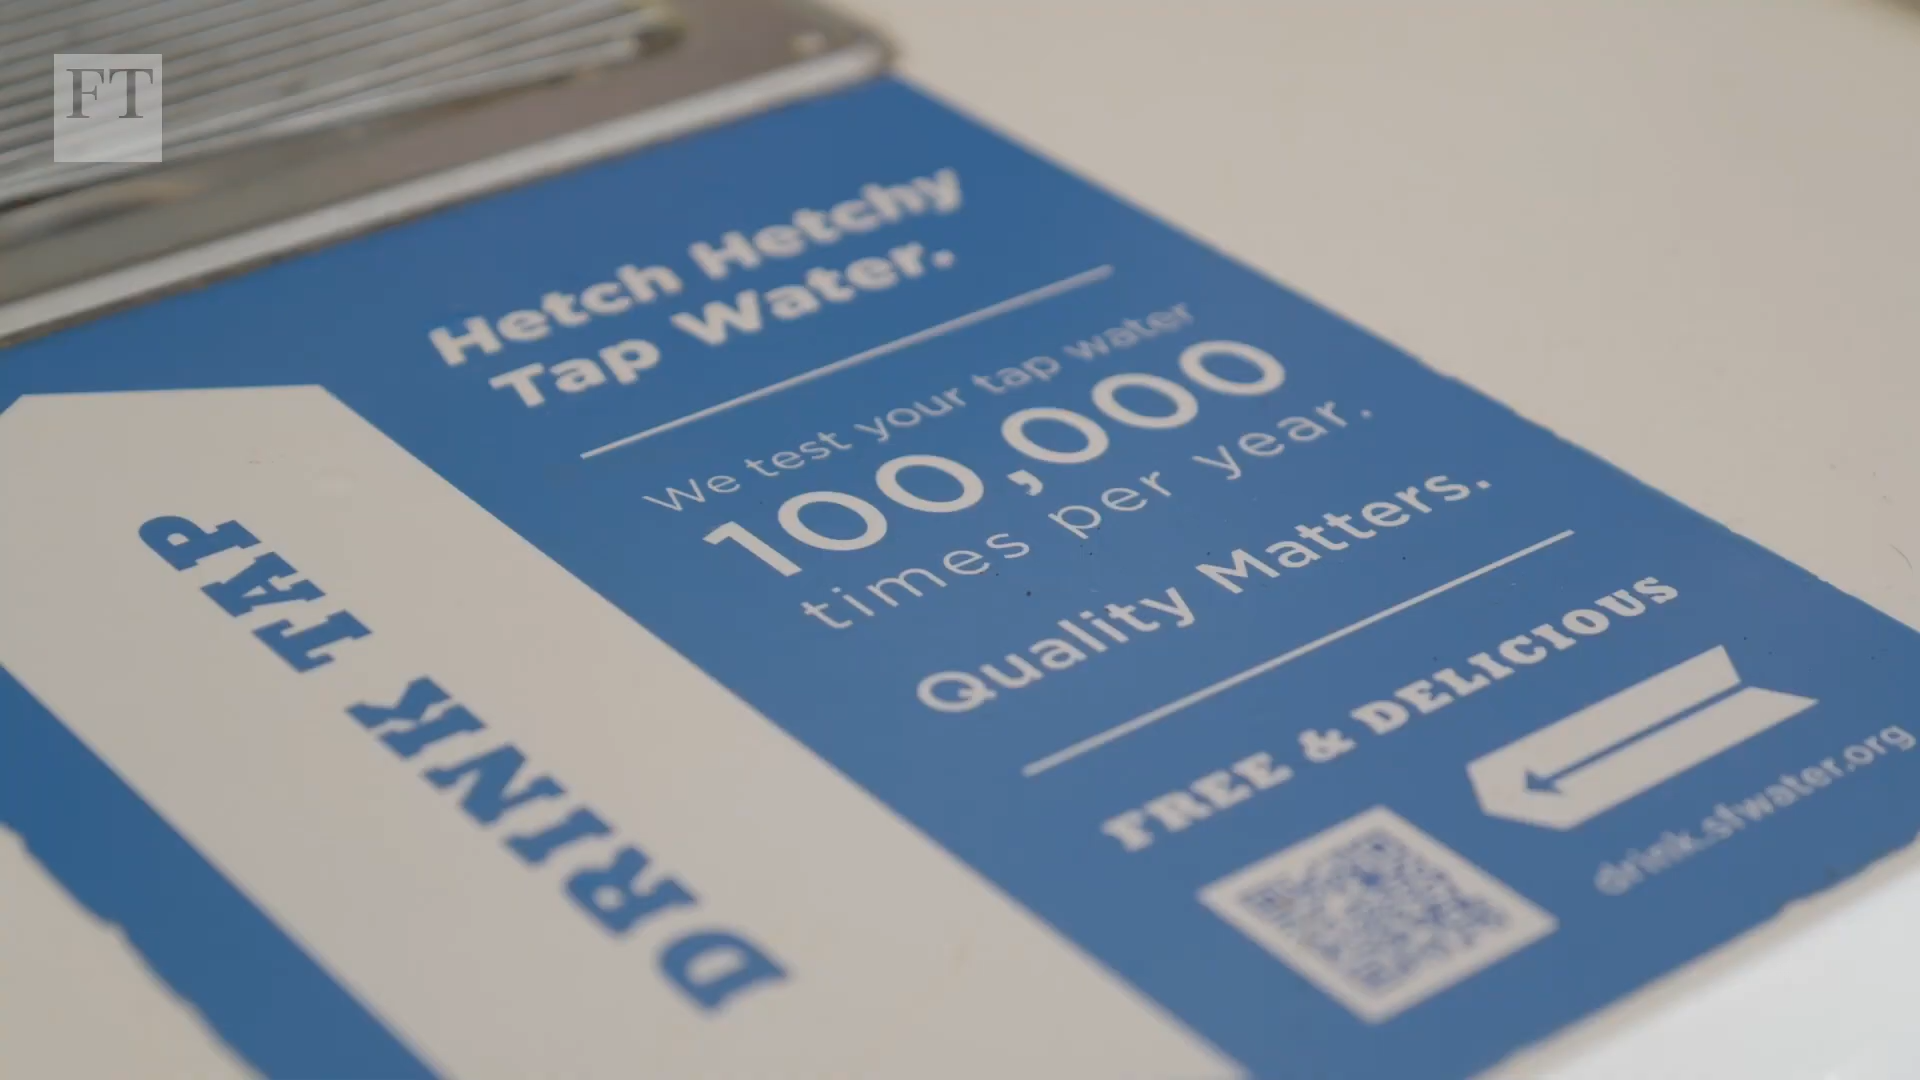 FT
Hetch Hetchy
Tap Water.
We test your tap water
100,000
times per year.
Quality Matters.
FREE & DELICIOUS
drink.sfwater.org
DRINK TAP